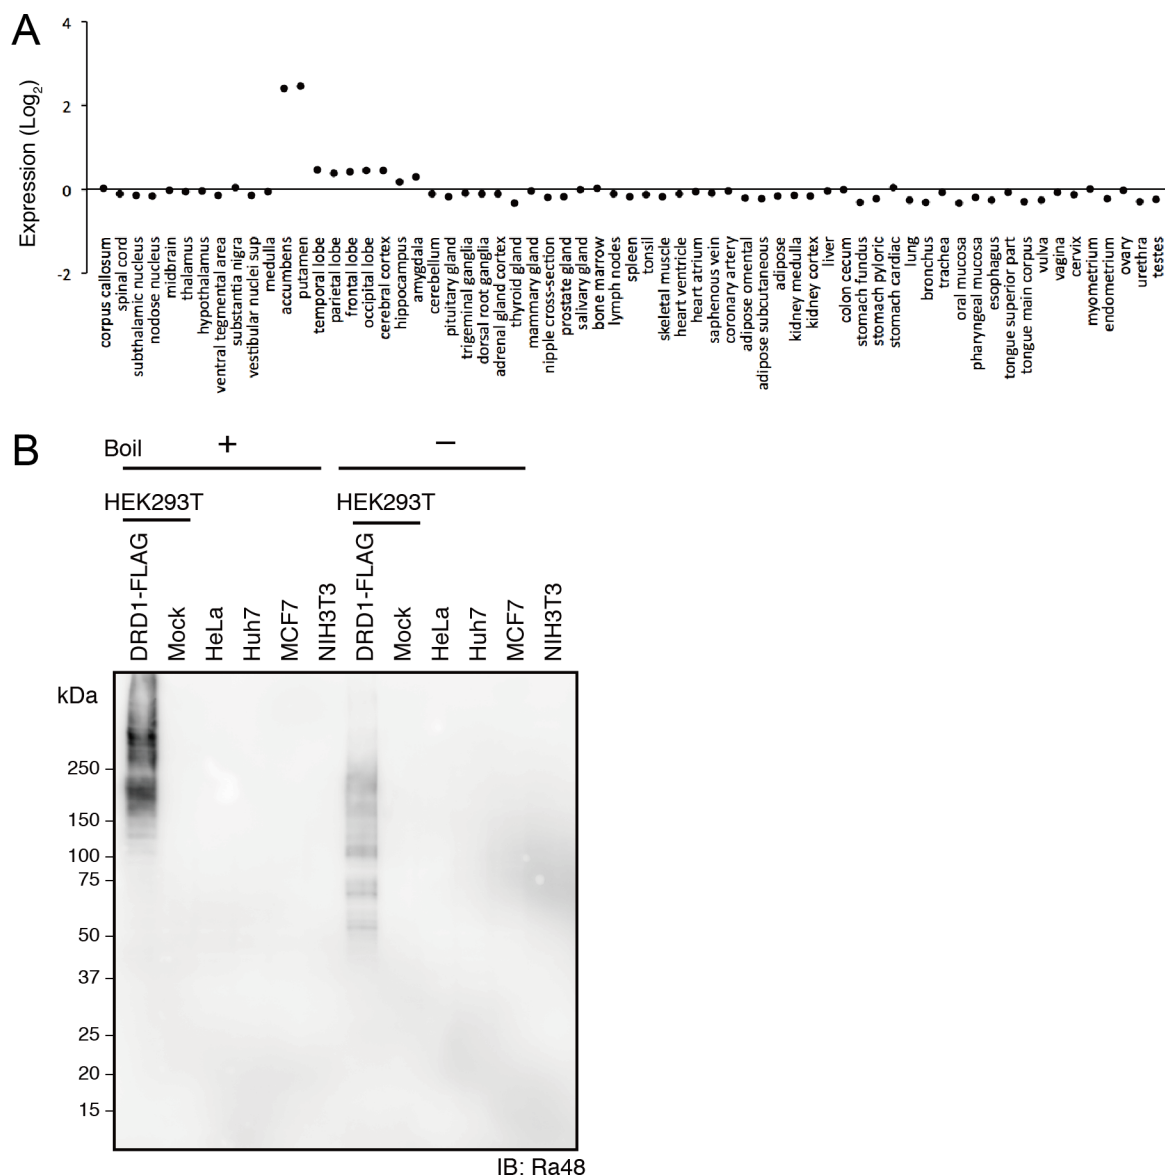 A
Expression (Log2)
4
2
0
-2
corpus callosum
spinal cord
subthalamic nucleus
nodose nucleus
midbrain
thalamus
hypothalamus
ventral tegmental area
substantia nigra
vestibular nuclei sup
medulla
accumbens
putamen
temporal lobe
parietal lobe
frontal lobe
occipital lobe
cerebral cortex
hippocampus
amygdala
cerebellum
pituitary gland
trigeminal ganglia
dorsal root ganglia
adrenal gland cortex
thyroid gland
mammary gland
nipple cross-section
prostate gland
salivary gland
bone marrow
lymph nodes
spleen
tonsil
skeletal muscle
heart ventricle
heart atrium
saphenous vein
coronary artery
adipose omental
adipose subcutaneous
adipose
kidney medulla
kidney cortex
liver
colon cecum
stomach fundus
stomach pyloric
stomach cardiac
lung
bronchus
trachea
oral mucosa
pharyngeal mucosa
esophagus
tongue superior part
tongue main corpus
vulva
vagina
cervix
myometrium
endometrium
ovary
urethra
testes
B
Boil + −
HEK293T HEK293T
DRD1-FLAG
Mock
HeLa
Huh7
MCF7
NIH3T3
DRD1-FLAG
Mock
HeLa
Huh7
MCF7
NIH3T3
kDa
250
150
100
75
50
37
25
20
15
IB: Ra48